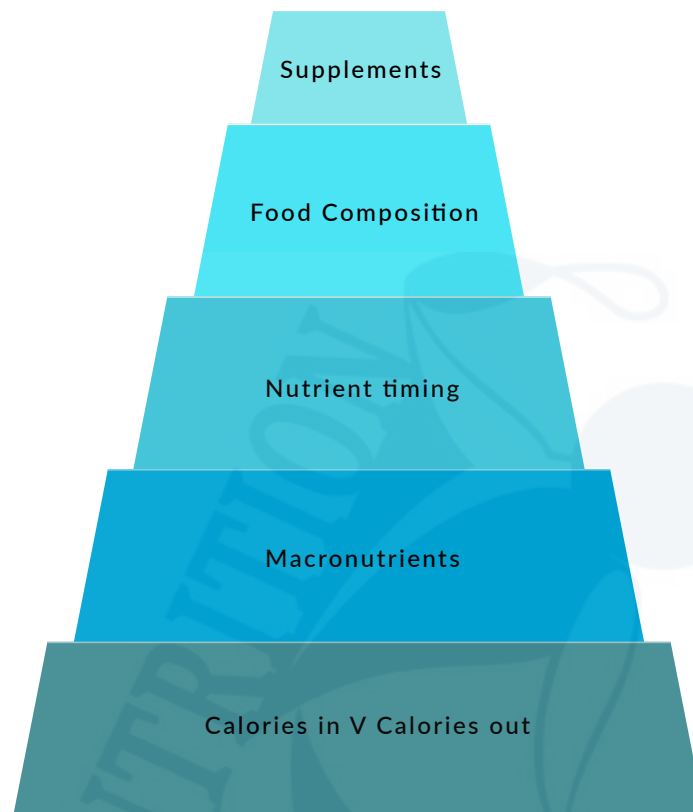 Supplements
Food Composition
Nutrient timing
Macronutrients
Calories in V Calories out